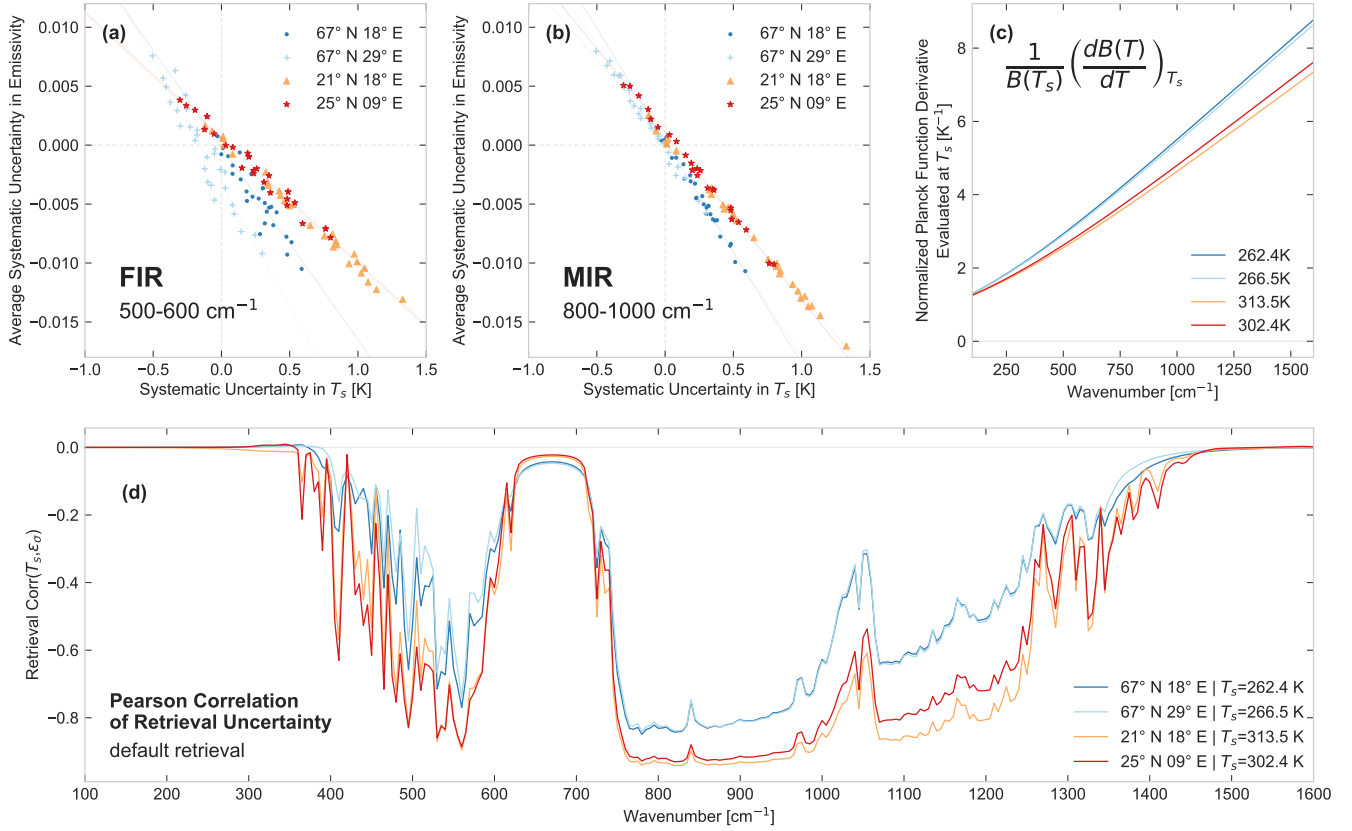 (a)
67° N 18° E
67° N 29° E
21° N 18° E
25° N 09° E
FIR
500-600 cm⁻¹
Average Systematic Uncertainty in Emissivity
0.010
0.005
0.000
−0.005
−0.010
−0.015
−1.0 −0.5 0.0 0.5 1.0 1.5
Systematic Uncertainty in Tₛ [K]
(b)
67° N 18° E
67° N 29° E
21° N 18° E
25° N 09° E
MIR
800-1000 cm⁻¹
Average Systematic Uncertainty in Emissivity
0.010
0.005
0.000
−0.005
−0.010
−0.015
−1.0 −0.5 0.0 0.5 1.0 1.5
Systematic Uncertainty in Tₛ [K]
(c)
1/B(Tₛ) (dB(T)/dT)Tₛ
Normalized Planck Function Derivative
Evaluated at Tₛ [K⁻¹]
8
6
4
2
0
262.4K
266.5K
313.5K
302.4K
250 500 750 1000 1250 1500
Wavenumber [cm⁻¹]
(d)
Retrieval Corr(Tₛ,εσ)
0.0
−0.2
−0.4
−0.6
−0.8
Pearson Correlation
of Retrieval Uncertainty
default retrieval
67° N 18° E | Tₛ=262.4 K
67° N 29° E | Tₛ=266.5 K
21° N 18° E | Tₛ=313.5 K
25° N 09° E | Tₛ=302.4 K
100 200 300 400 500 600 700 800 900 1000 1100 1200 1300 1400 1500 1600
Wavenumber [cm⁻¹]